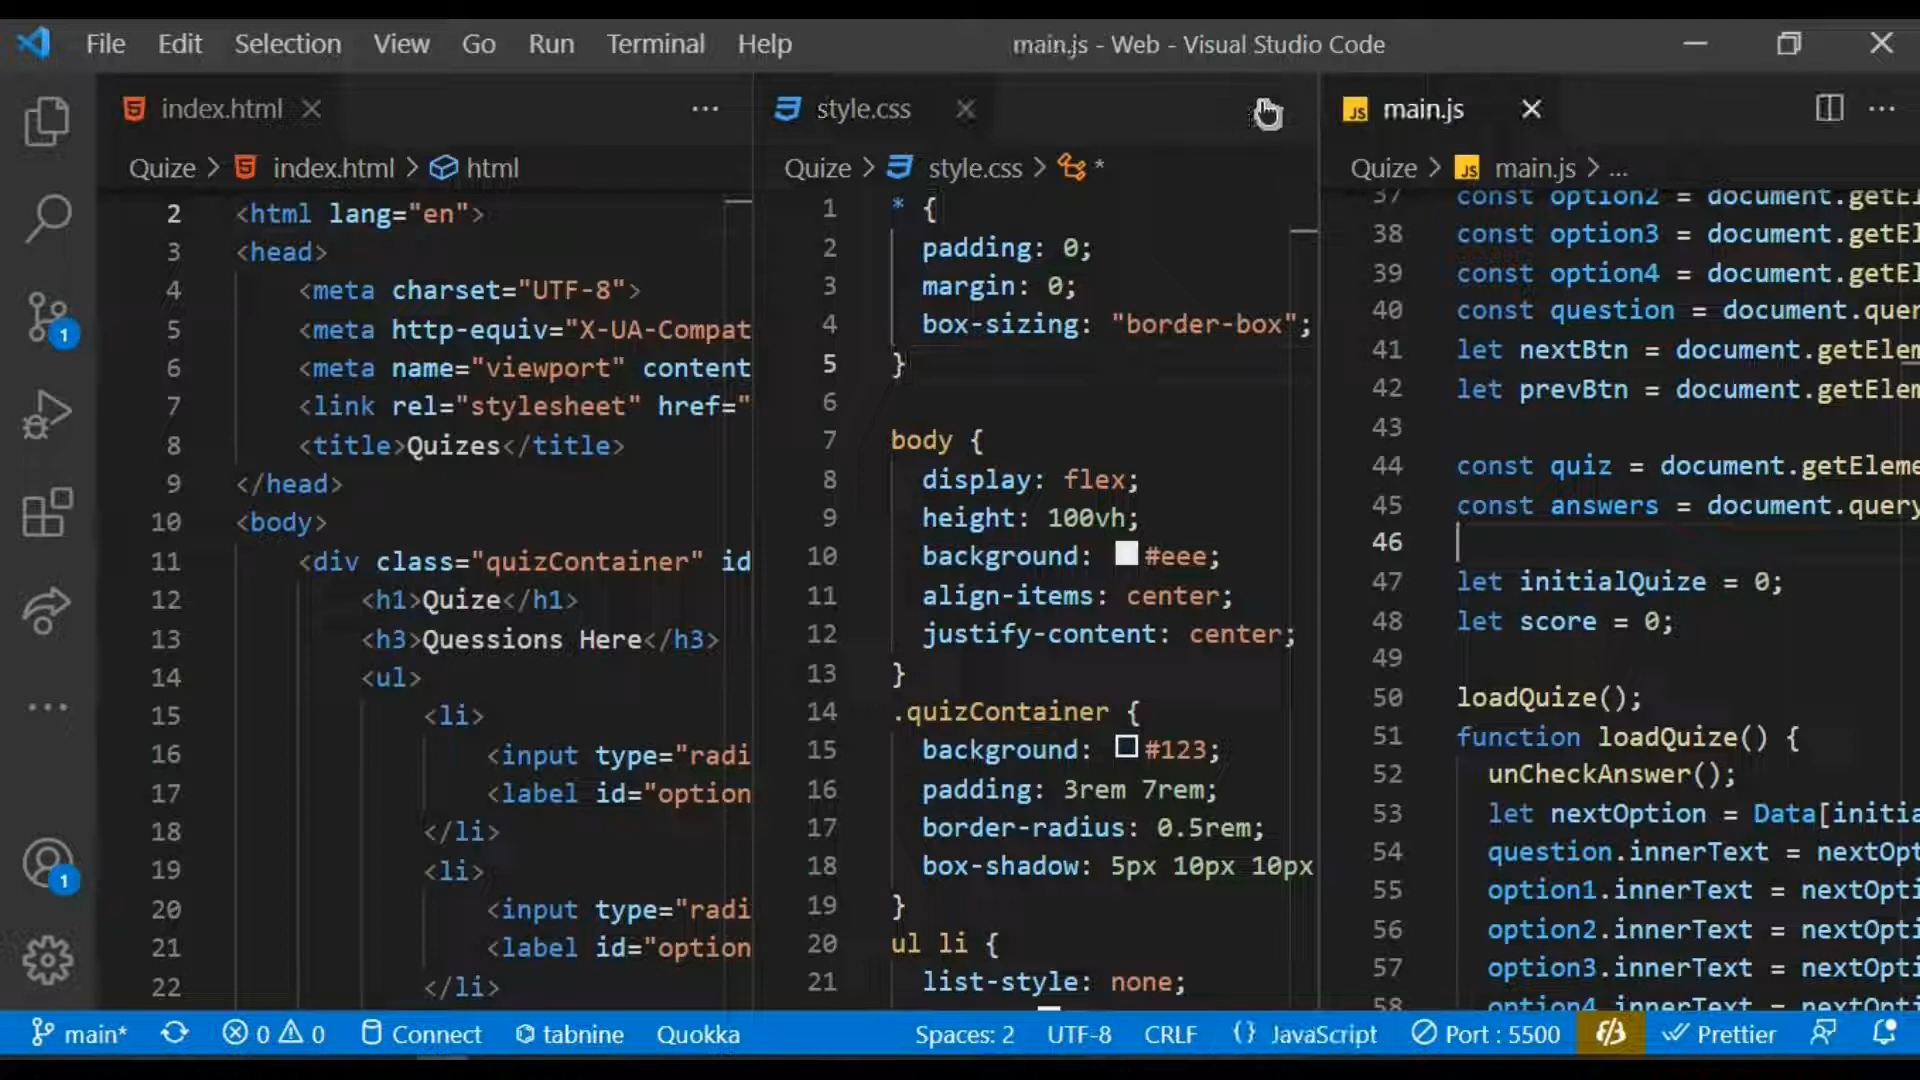 File Edit Selection View Go Run Terminal Help main.js - Web - Visual Studio Code
index.html
Quize > index.html > html
2 <html lang="en">
3 <head>
4 <meta charset="UTF-8">
5 <meta http-equiv="X-UA-Compat
6 <meta name="viewport" content
7 <link rel="stylesheet" href="
8 <title>Quizes</title>
9 </head>
10 <body>
11 <div class="quizContainer" id
12 <h1>Quize</h1>
13 <h3>Quessions Here</h3>
14 <ul>
15 <li>
16 <input type="radi
17 <label id="option
18 </li>
19 <li>
20 <input type="radi
21 <label id="option
22 </li>
style.css
Quize > style.css > *
1 * {
2 padding: 0;
3 margin: 0;
4 box-sizing: "border-box";
5 }
6
7 body {
8 display: flex;
9 height: 100vh;
10 background: #eee;
11 align-items: center;
12 justify-content: center;
13 }
14 .quizContainer {
15 background: #123;
16 padding: 3rem 7rem;
17 border-radius: 0.5rem;
18 box-shadow: 5px 10px 10px
19 }
20 ul li {
21 list-style: none;
JS main.js
Quize > JS main.js > ...
37 const option2 = document.getEl
38 const option3 = document.getEl
39 const option4 = document.getEl
40 const question = document.quer
41 let nextBtn = document.getElem
42 let prevBtn = document.getElem
43
44 const quiz = document.getEleme
45 const answers = document.query
46
47 let initialQuize = 0;
48 let score = 0;
49
50 loadQuize();
51 function loadQuize() {
52 unCheckAnswer();
53 let nextOption = Data[initia
54 question.innerText = nextOpt
55 option1.innerText = nextOpti
56 option2.innerText = nextOpti
57 option3.innerText = nextOpti
58 option4.innerText = nextOpti
1
1
main* 0 0 Connect tabnine Quokka Spaces: 2 UTF-8 CRLF {} JavaScript Port : 5500 Prettier